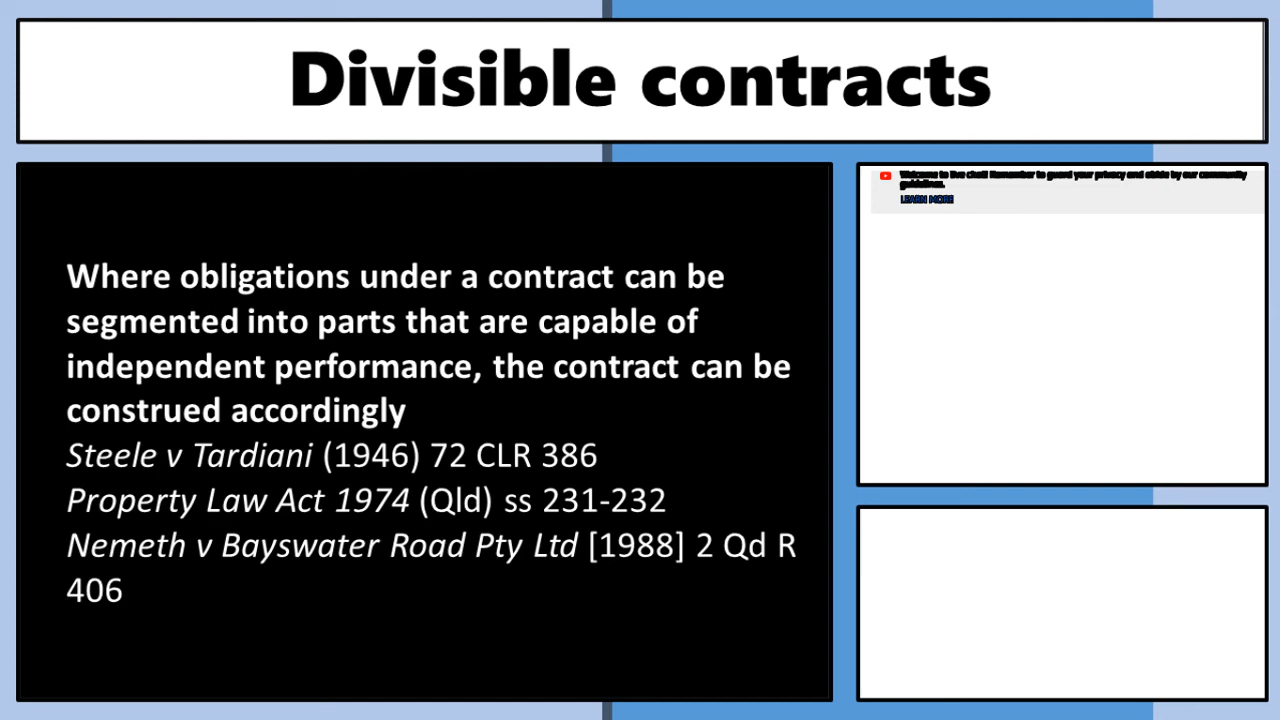 Divisible contracts
Where obligations under a contract can be
segmented into parts that are capable of
independent performance, the contract can be
construed accordingly
Steele v Tardiani (1946) 72 CLR 386
Property Law Act 1974 (Qld) ss 231-232
Nemeth v Bayswater Road Pty Ltd [1988] 2 Qd R
406
Welcome to live chat! Remember to guard your privacy and abide by our community
guidelines.
LEARN MORE